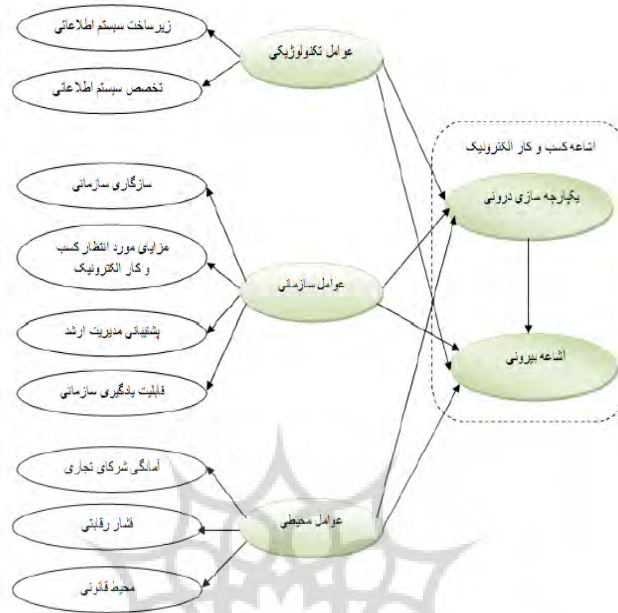 زیرساخت سیستم اطلاعاتی
عوامل تکنولوژیکی
تخصص سیستم اطلاعاتی
اشاعه کسب و کار الکترونیک
سازگاری سازمانی
یکپارچه سازی درونی
مزایای مورد انتظار کسب
و کار الکترونیک
عوامل سازمانی
پشتیبانی مدیریت ارشد
اشاعه بیرونی
قابلیت یادگیری سازمانی
آمادگی شرکای تجاری
فشار رقابتی
عوامل محیطی
محیط قانونی